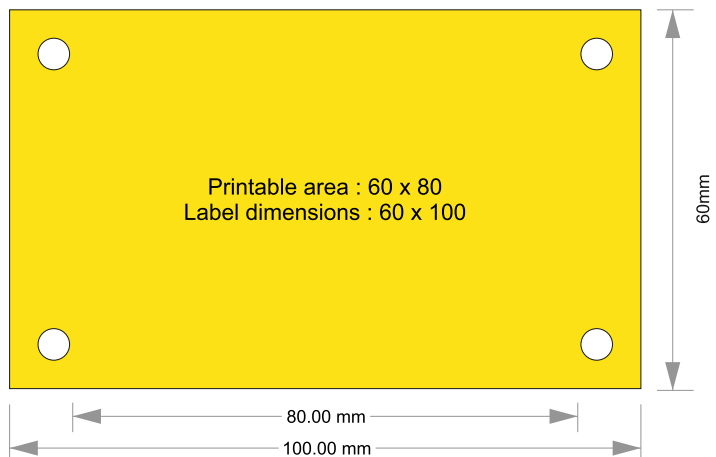 Printable area : 60 x 80
Label dimensions : 60 x 100
60mm
80.00 mm
100.00 mm